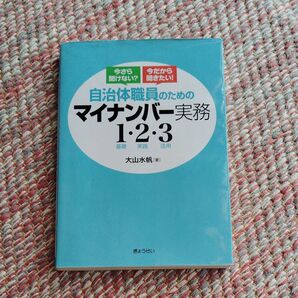 今さら聞けない?
今だから聞きたい!
自治体職員のための
マイナンバー実務
1・2・3
基礎 実践 活用
大山水帆[著]
ぎょうせい